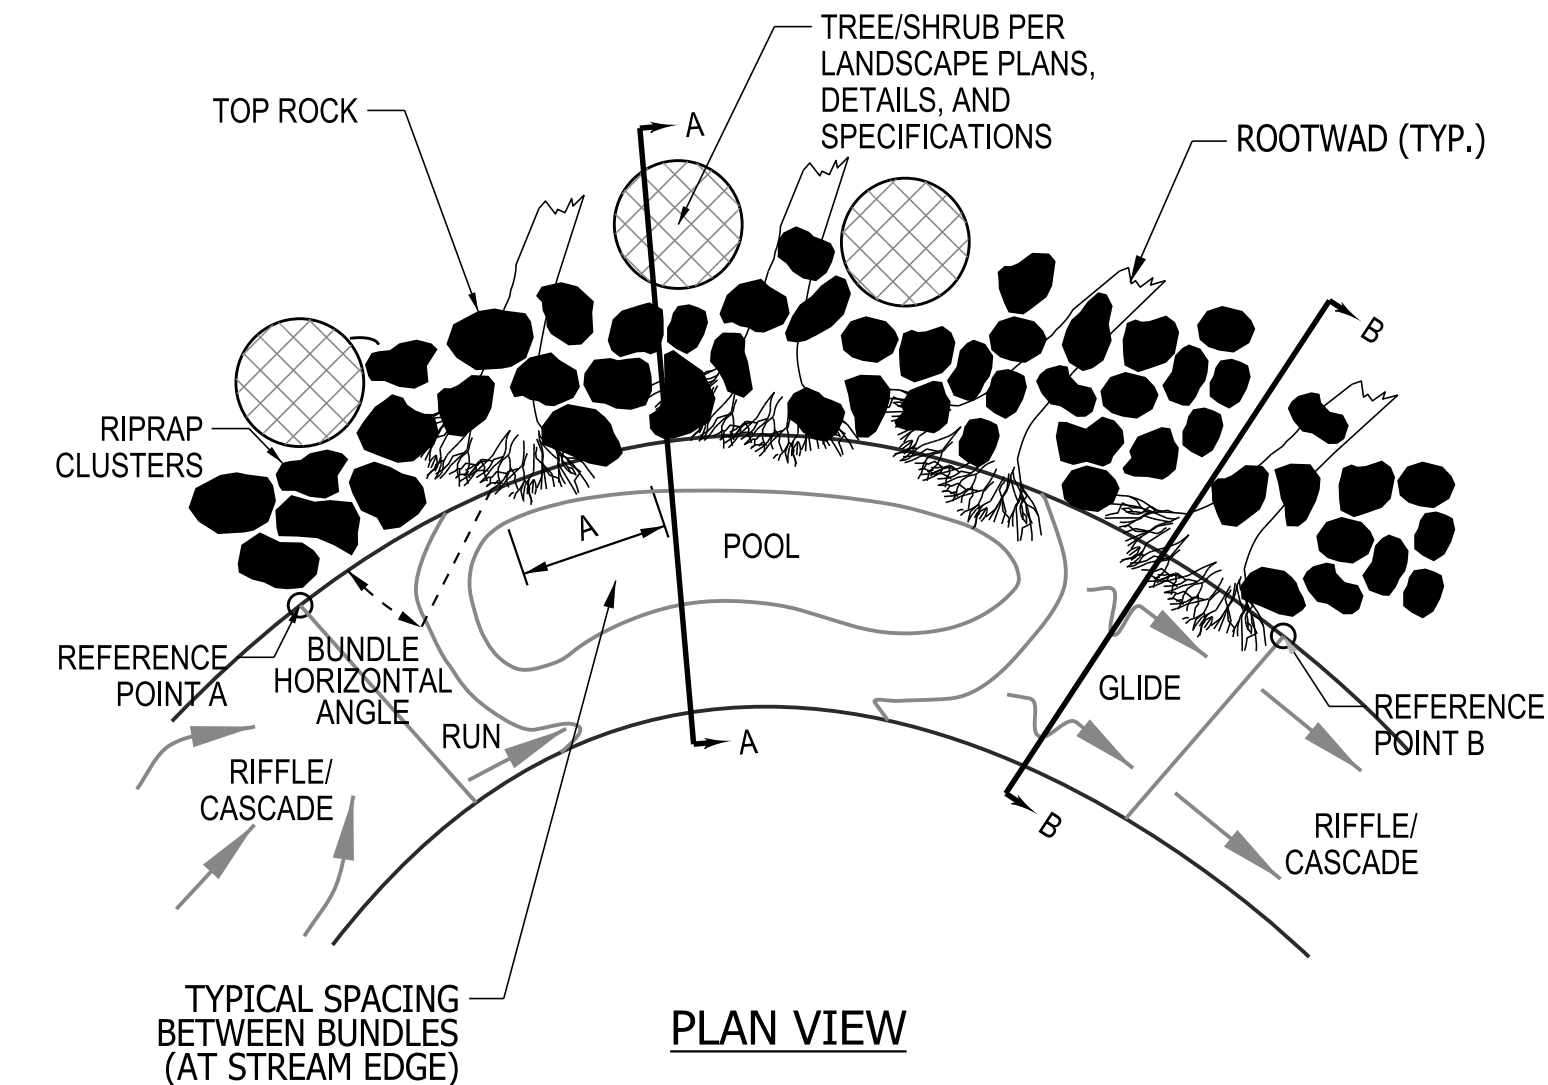 TREE/SHRUB PER
LANDSCAPE PLANS,
DETAILS, AND
SPECIFICATIONS
TOP ROCK
A
ROOTWAD (TYP.)
B
RIPRAP
CLUSTERS
A
POOL
REFERENCE
POINT A
BUNDLE
HORIZONTAL
ANGLE
RUN
A
GLIDE
REFERENCE
POINT B
RIFFLE/
CASCADE
B
RIFFLE/
CASCADE
TYPICAL SPACING
BETWEEN BUNDLES
(AT STREAM EDGE)
PLAN VIEW